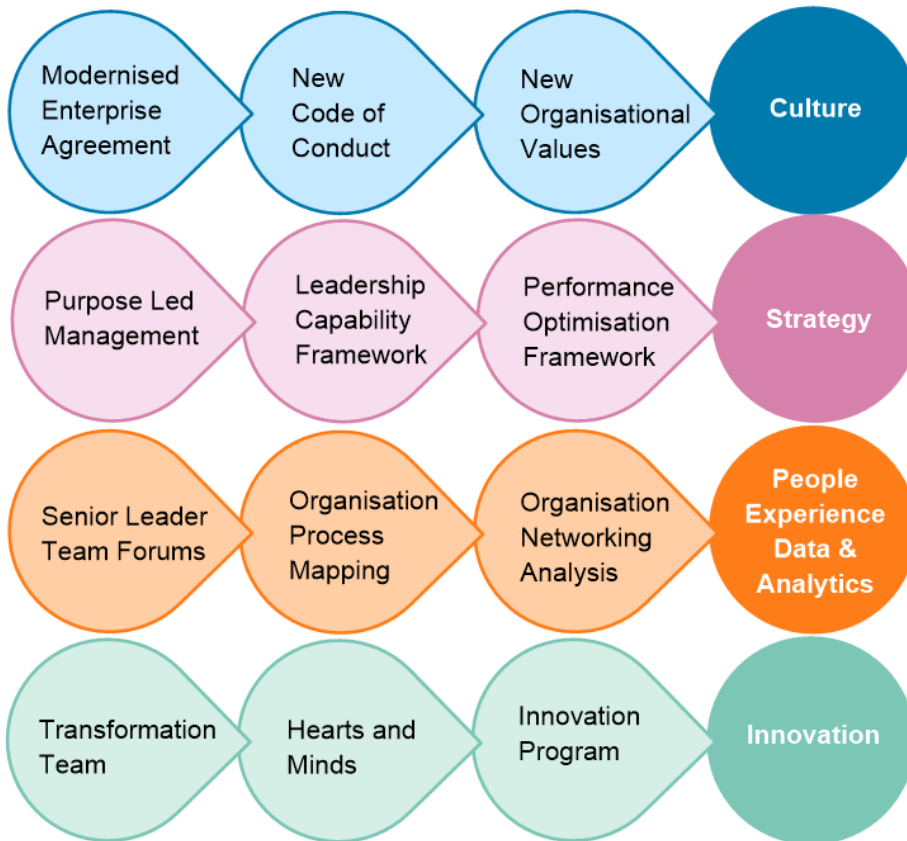 Modernised
Enterprise
Agreement
New
Code of
Conduct
New
Organisational
Values
Culture
Purpose Led
Management
Leadership
Capability
Framework
Performance
Optimisation
Framework
Strategy
Senior Leader
Team Forums
Organisation
Process
Mapping
Organisation
Networking
Analysis
People
Experience
Data &
Analytics
Transformation
Team
Hearts and
Minds
Innovation
Program
Innovation